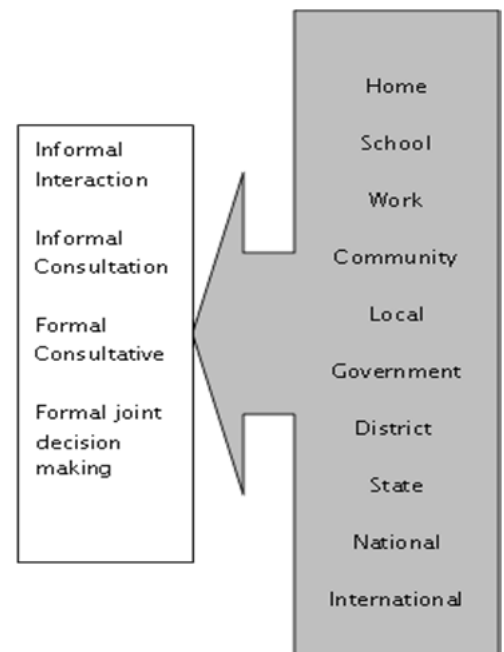 Informal
Interaction
Informal
Consultation
Formal
Consultative
Formal joint
decision
making
Home
School
Work
Community
Local
Government
District
State
National
International